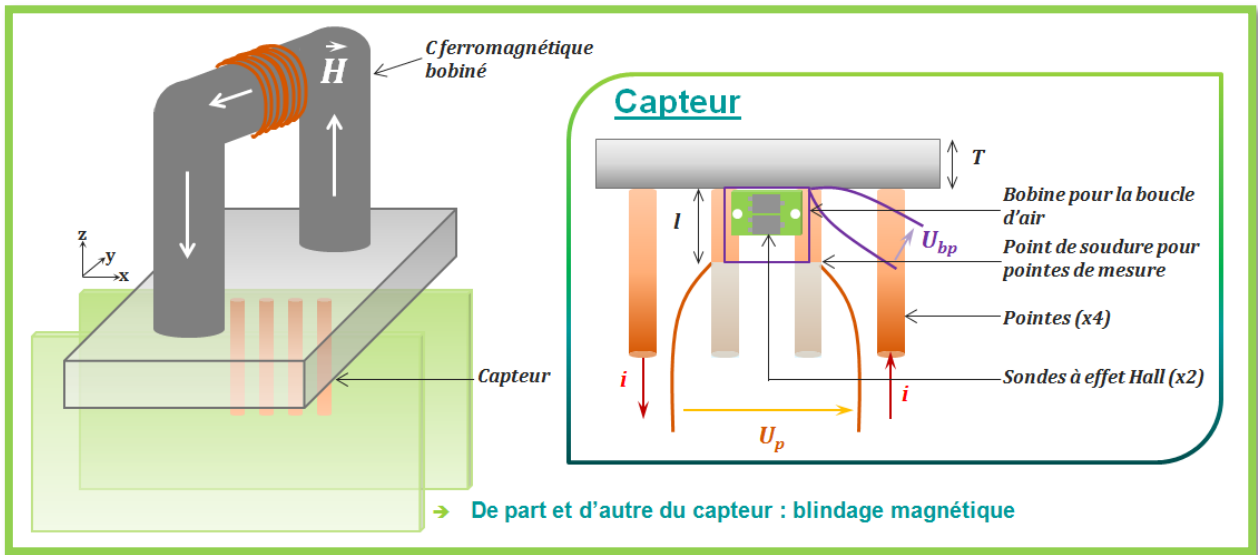 C ferromagnétique
bobiné
H
z
y
x
Capteur
De part et d'autre du capteur : blindage magnétique
Capteur
T
l
Bobine pour la boucle
d'air
U_bp
Point de soudure pour
pointes de mesure
Pointes (x4)
Sondes à effet Hall (x2)
i
i
U_p